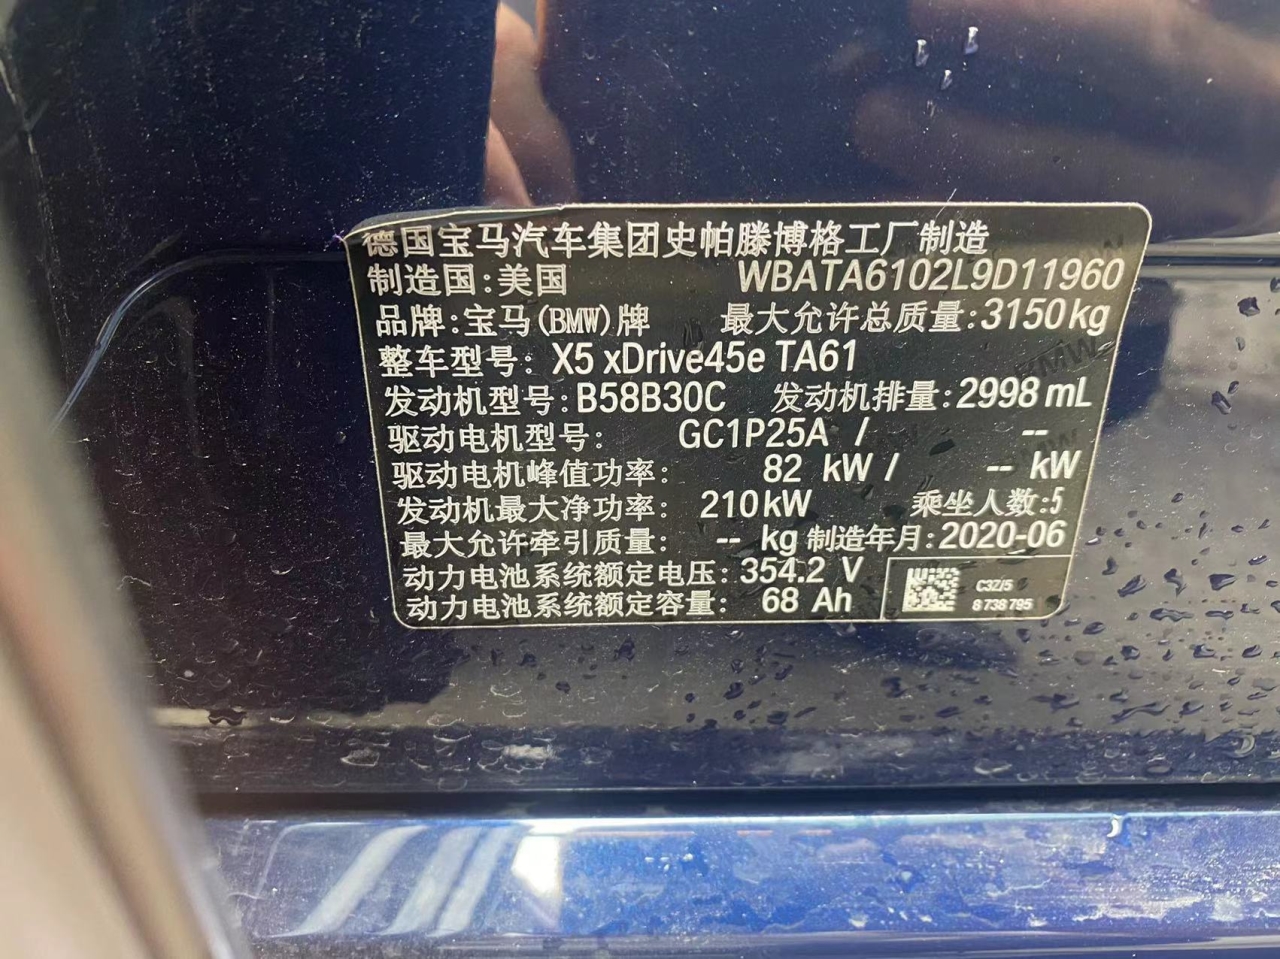 德国宝马汽车集团史帕滕博格工厂制造
制造国:美国 WBATA6102L9D11960
品牌:宝马(BMW)牌 最大允许总质量:3150kg
整车型号: X5 xDrive45e TA61
发动机型号:B58B30C 发动机排量:2998 mL
驱动电机型号: GC1P25A / --
驱动电机峰值功率: 82 kW / -- kW
发动机最大净功率: 210kW 乘坐人数:5
最大允许牵引质量: -- kg 制造年月:2020-06
动力电池系统额定电压:354.2 V
动力电池系统额定容量: 68 Ah
C3Z/5
8 738 795